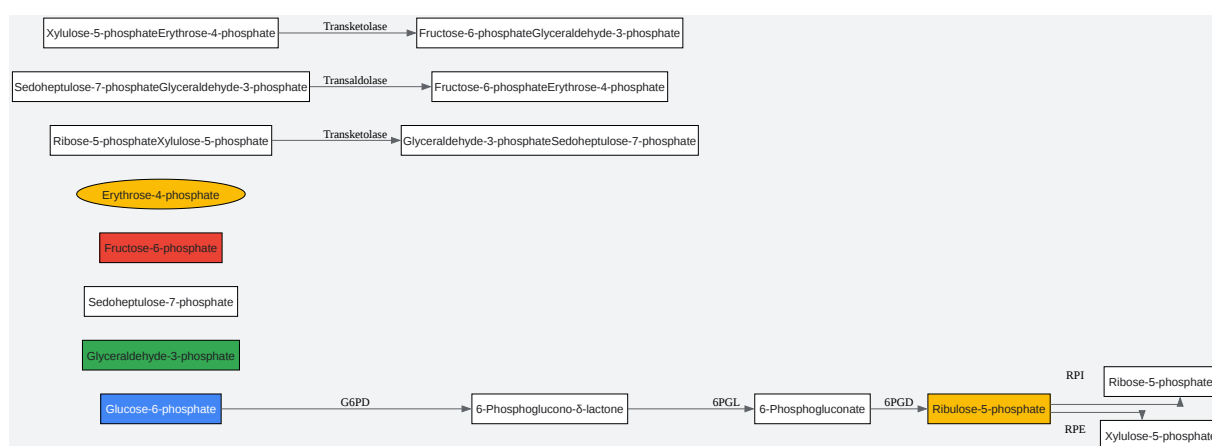 Xylulose-5-phosphateErythrose-4-phosphate
Transketolase
Fructose-6-phosphateGlyceraldehyde-3-phosphate
Sedoheptulose-7-phosphateGlyceraldehyde-3-phosphate
Transaldolase
Fructose-6-phosphateErythrose-4-phosphate
Ribose-5-phosphateXylulose-5-phosphate
Transketolase
Glyceraldehyde-3-phosphateSedoheptulose-7-phosphate
Erythrose-4-phosphate
Fructose-6-phosphate
Sedoheptulose-7-phosphate
Glyceraldehyde-3-phosphate
Glucose-6-phosphate
G6PD
6-Phosphoglucono-δ-lactone
6PGL
6-Phosphogluconate
6PGD
Ribulose-5-phosphate
RPI
Ribose-5-phosphate
RPE
Xylulose-5-phosphate